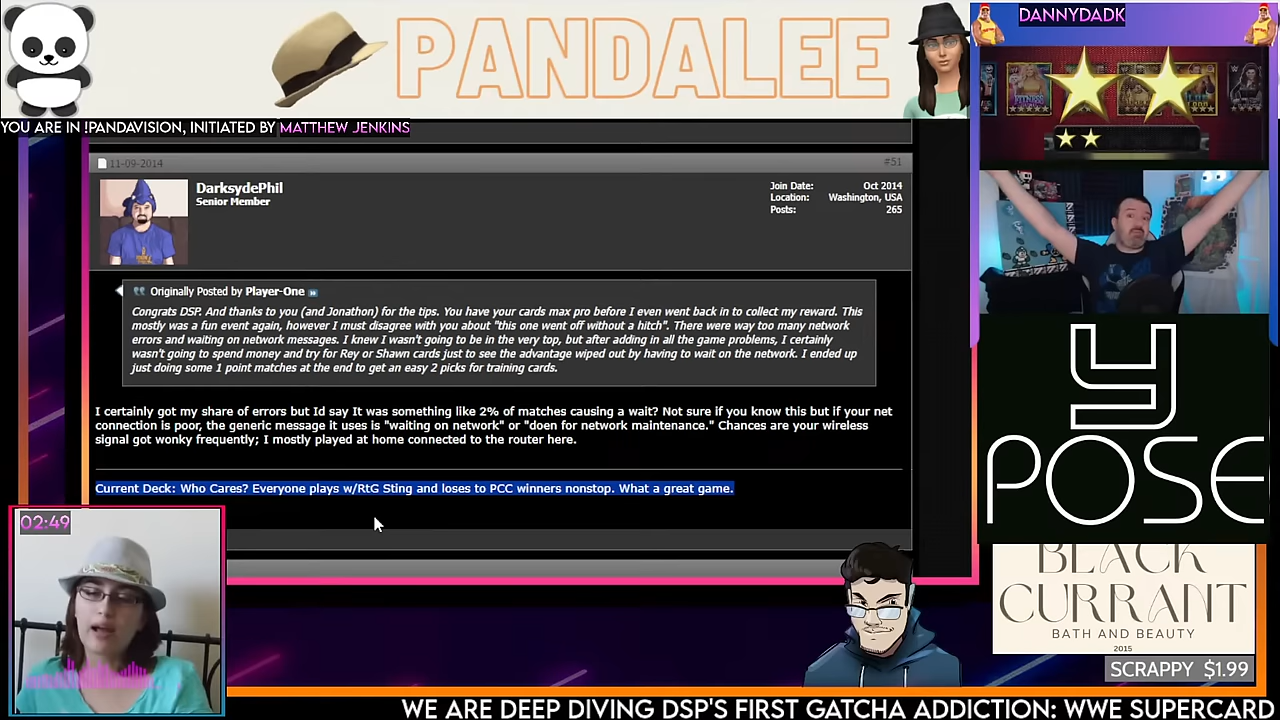 PANDALEE
DANNYDADK
YOU ARE IN !PANDAVISION, INITIATED BY MATTHEW JENKINS
11-09-2014
#51
DarksydePhil
Senior Member
Join Date: Oct 2014
Location: Washington, USA
Posts: 265
Originally Posted by Player-One
Congrats DSP. And thanks to you (and Jonathon) for the tips. You have your cards max pro before I even went back in to collect my reward. This
mostly was a fun event again, however I must disagree with you about "this one went off without a hitch". There were way too many network
errors and waiting on network messages. I knew I wasn't going to be in the very top, but after adding in all the game problems, I certainly
wasn't going to spend money and try for Rey or Shawn cards just to see the advantage wiped out by having to wait on the network. I ended up
just doing some 1 point matches at the end to get an easy 2 picks for training cards.
I certainly got my share of errors but Id say It was something like 2% of matches causing a wait? Not sure if you know this but if your net
connection is poor, the generic message it uses is "waiting on network" or "doen for network maintenance." Chances are your wireless
signal got wonky frequently; I mostly played at home connected to the router here.
Current Deck: Who Cares? Everyone plays w/RtG Sting and loses to PCC winners nonstop. What a great game.
02:49
Y
POSE
BLACK
CURRANT
BATH AND BEAUTY
2015
SCRAPPY $1.99
WE ARE DEEP DIVING DSP'S FIRST GATCHA ADDICTION: WWE SUPERCARD